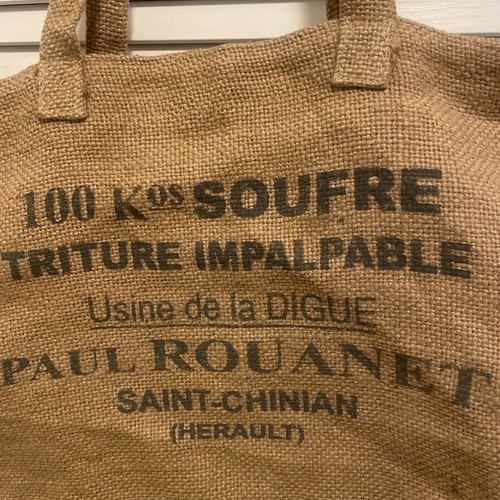 100 Kos SOUFRE
TRITURE IMPALPABLE
Usine de la DIGUE
PAUL ROUANET
SAINT-CHINIAN
(HERAULT)